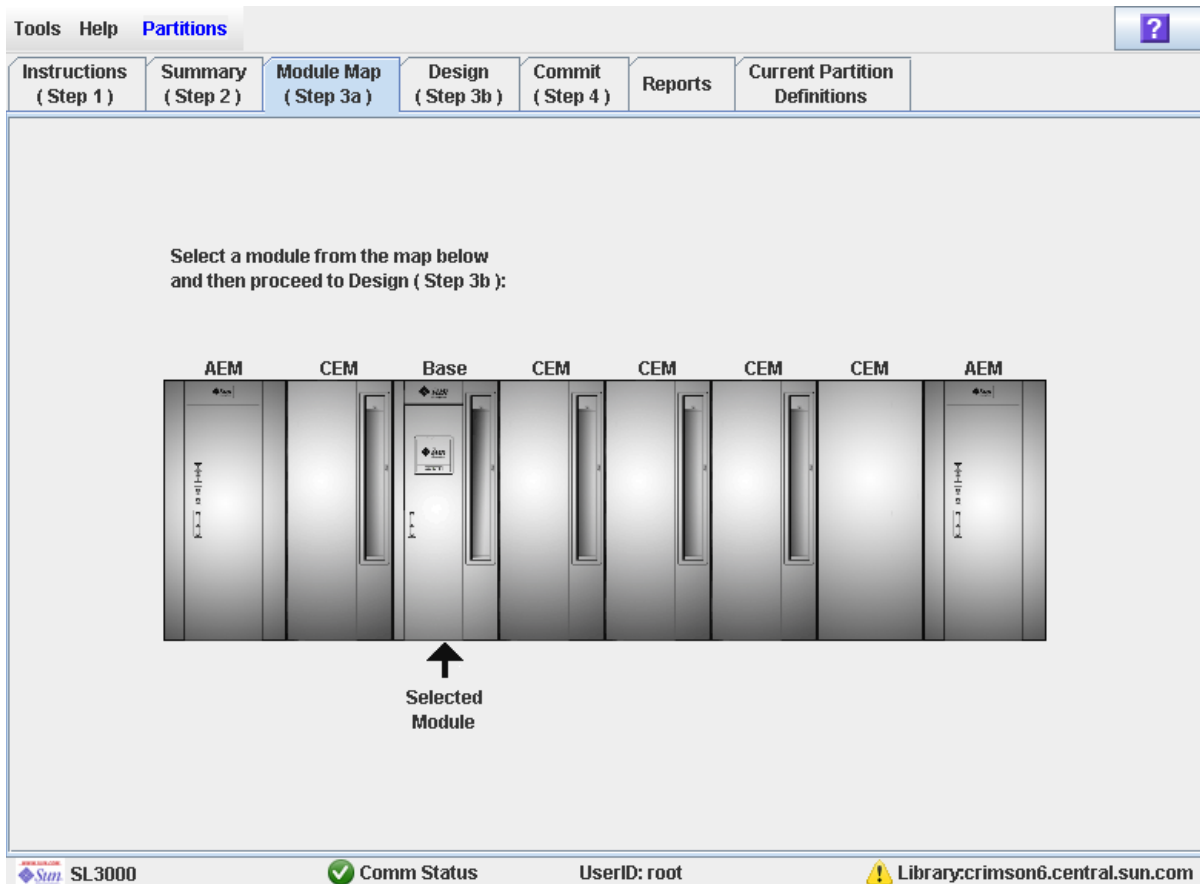 Tools Help Partitions
?
Instructions
( Step 1 )
Summary
( Step 2 )
Module Map
( Step 3a )
Design
( Step 3b )
Commit
( Step 4 )
Reports
Current Partition
Definitions
Select a module from the map below
and then proceed to Design ( Step 3b ):
AEM CEM Base CEM CEM CEM CEM AEM
Sun
Selected
Module
Sun SL3000 Comm Status UserID: root ! Library:crimson6.central.sun.com